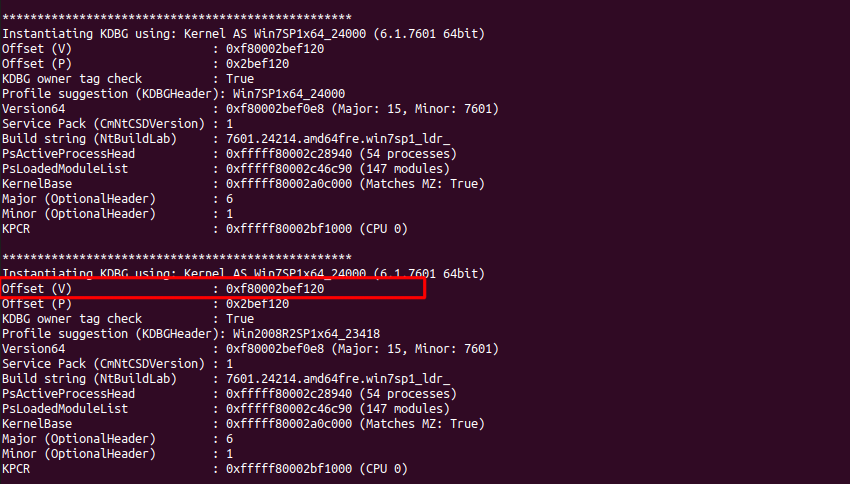 **************************************************
Instantiating KDBG using: Kernel AS Win7SP1x64_24000 (6.1.7601 64bit)
Offset (V)                    : 0xf80002bef120
Offset (P)                    : 0x2bef120
KDBG owner tag check          : True
Profile suggestion (KDBGHeader): Win7SP1x64_24000
Version64                     : 0xf80002bef0e8 (Major: 15, Minor: 7601)
Service Pack (CmNtCSDVersion) : 1
Build string (NtBuildLab)     : 7601.24214.amd64fre.win7sp1_ldr_
PsActiveProcessHead           : 0xfffff80002c28940 (54 processes)
PsLoadedModuleList            : 0xfffff80002c46c90 (147 modules)
KernelBase                    : 0xfffff80002a0c000 (Matches MZ: True)
Major (OptionalHeader)        : 6
Minor (OptionalHeader)        : 1
KPCR                          : 0xfffff80002bf1000 (CPU 0)
**************************************************
Instantiating KDBG using: Kernel AS Win7SP1x64_24000 (6.1.7601 64bit)
Offset (V)                    : 0xf80002bef120
Offset (P)                    : 0x2bef120
KDBG owner tag check          : True
Profile suggestion (KDBGHeader): Win2008R2SP1x64_23418
Version64                     : 0xf80002bef0e8 (Major: 15, Minor: 7601)
Service Pack (CmNtCSDVersion) : 1
Build string (NtBuildLab)     : 7601.24214.amd64fre.win7sp1_ldr_
PsActiveProcessHead           : 0xfffff80002c28940 (54 processes)
PsLoadedModuleList            : 0xfffff80002c46c90 (147 modules)
KernelBase                    : 0xfffff80002a0c000 (Matches MZ: True)
Major (OptionalHeader)        : 6
Minor (OptionalHeader)        : 1
KPCR                          : 0xfffff80002bf1000 (CPU 0)